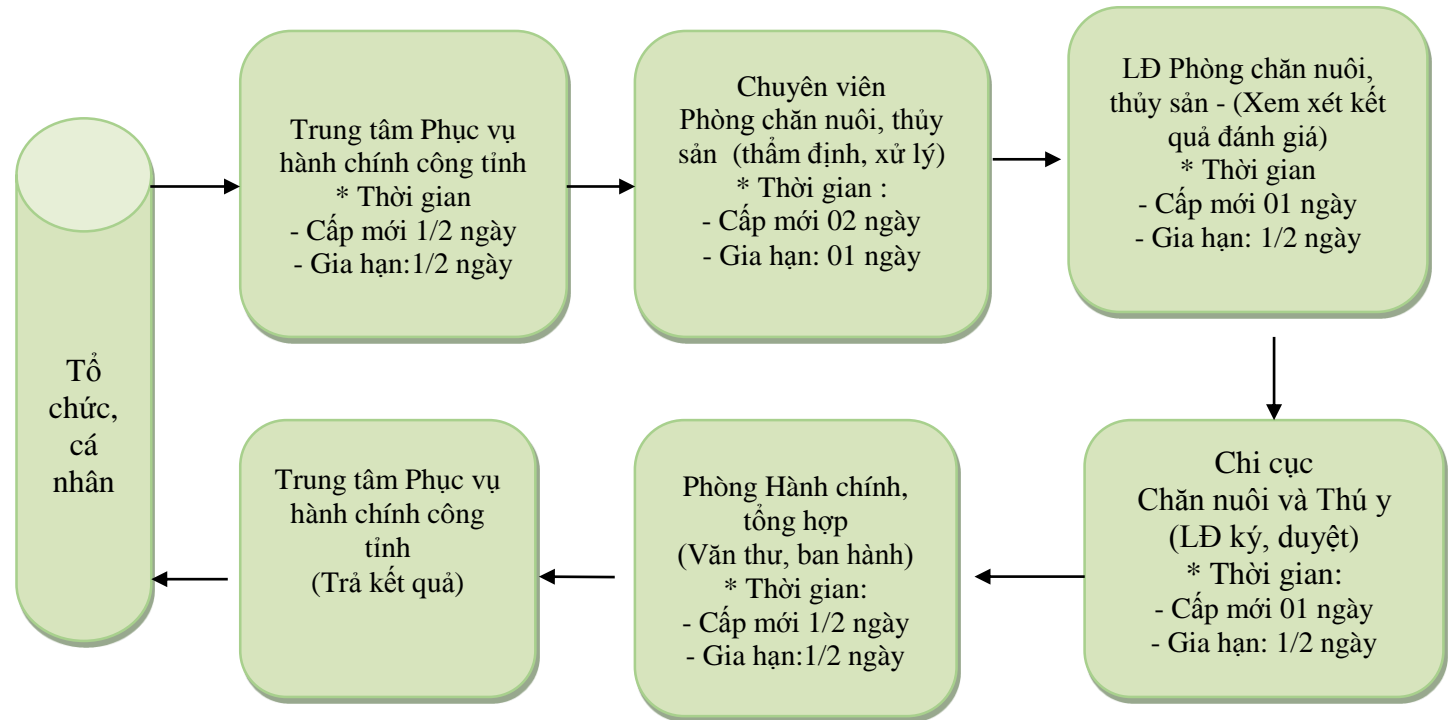 Tổ
chức,
cá
nhân
Trung tâm Phục vụ
hành chính công tỉnh
* Thời gian
- Cấp mới 1/2 ngày
- Gia hạn:1/2 ngày
Chuyên viên
Phòng chăn nuôi, thủy
sản (thẩm định, xử lý)
* Thời gian :
- Cấp mới 02 ngày
- Gia hạn: 01 ngày
LĐ Phòng chăn nuôi,
thủy sản - (Xem xét kết
quả đánh giá)
* Thời gian
- Cấp mới 01 ngày
- Gia hạn: 1/2 ngày
Chi cục
Chăn nuôi và Thú y
(LĐ ký, duyệt)
* Thời gian:
- Cấp mới 01 ngày
- Gia hạn: 1/2 ngày
Phòng Hành chính,
tổng hợp
(Văn thư, ban hành)
* Thời gian:
- Cấp mới 1/2 ngày
- Gia hạn:1/2 ngày
Trung tâm Phục vụ
hành chính công
tỉnh
(Trả kết quả)